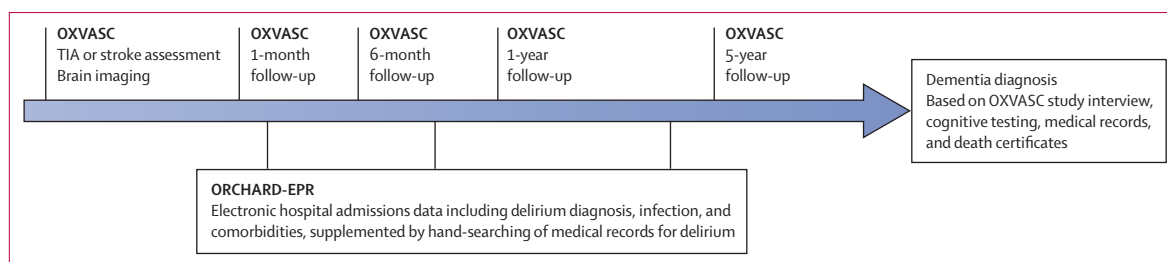 OXVASC
TIA or stroke assessment
Brain imaging
OXVASC
1-month
follow-up
OXVASC
6-month
follow-up
OXVASC
1-year
follow-up
OXVASC
5-year
follow-up
Dementia diagnosis
Based on OXVASC study interview,
cognitive testing, medical records,
and death certificates
ORCHARD-EPR
Electronic hospital admissions data including delirium diagnosis, infection, and
comorbidities, supplemented by hand-searching of medical records for delirium